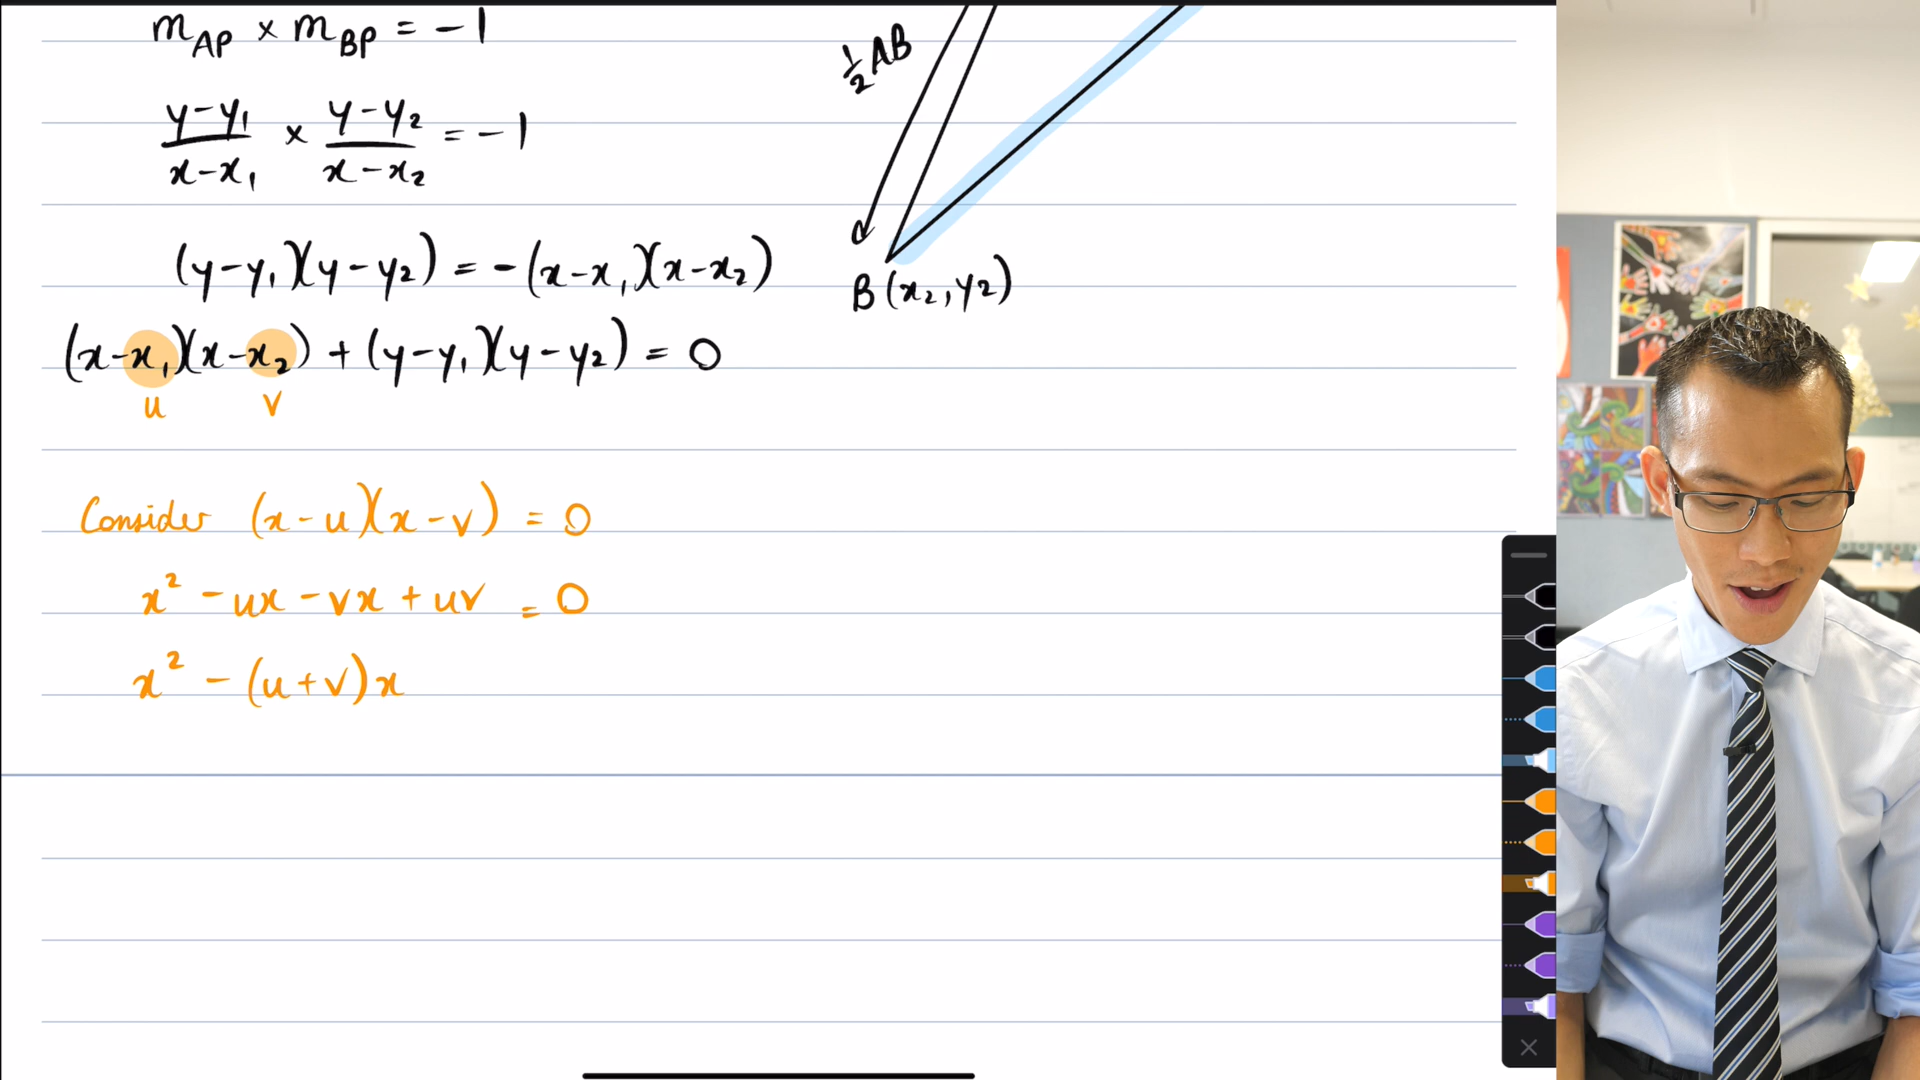 m_AP × m_BP = -1
(y-y₁)/(x-x₁) × (y-y₂)/(x-x₂) = -1
(y-y₁)(y-y₂) = -(x-x₁)(x-x₂)
(x-x₁)(x-x₂) + (y-y₁)(y-y₂) = 0
u v
Consider (x-u)(x-v) = 0
x² - ux - vx + uv = 0
x² - (u+v)x
½AB
B(x₂,y₂)